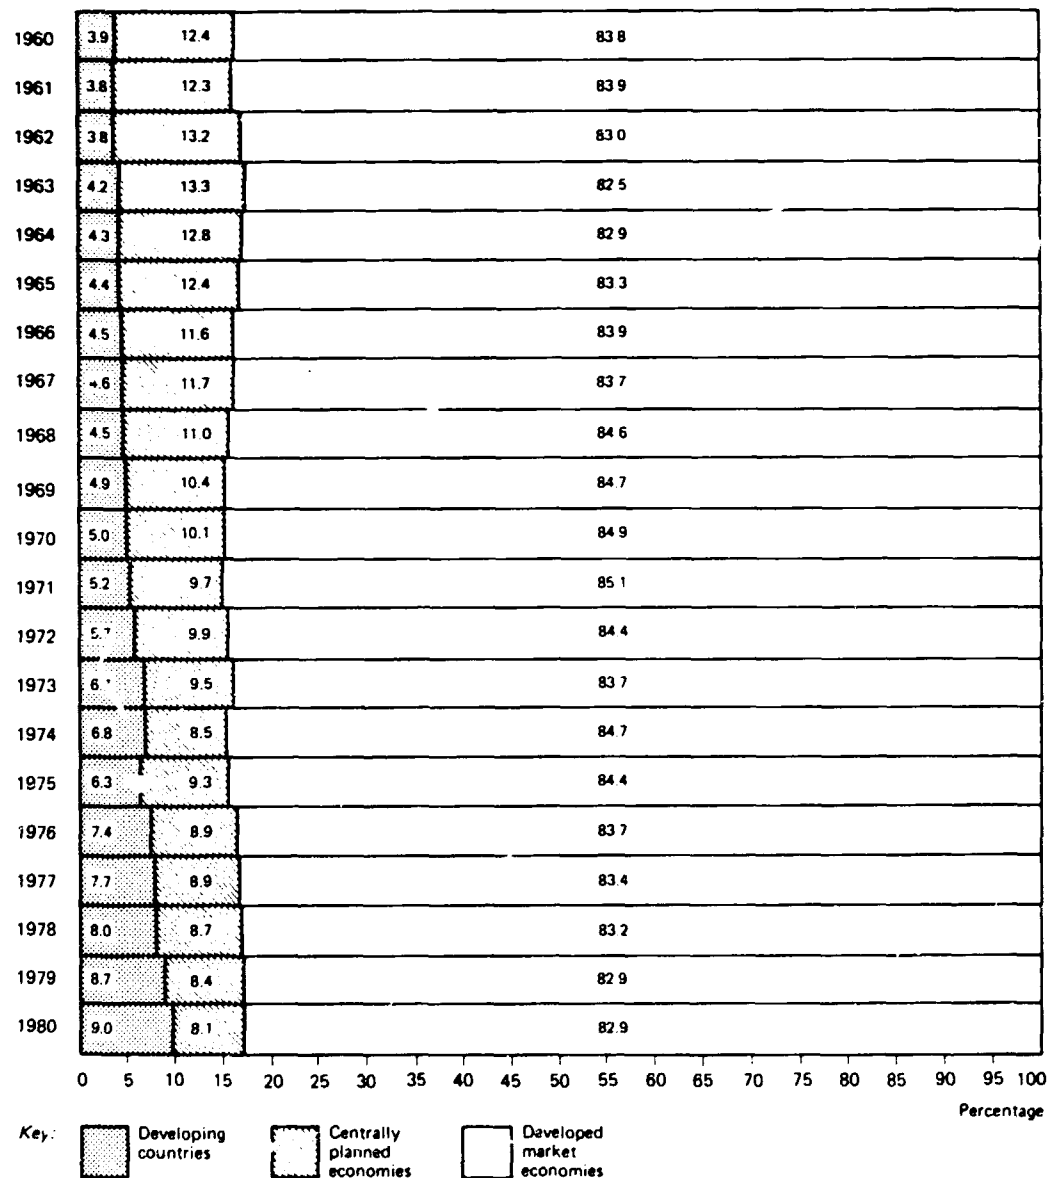 1960 3.9 12.4 83.8
1961 3.8 12.3 83.9
1962 3.8 13.2 83.0
1963 4.2 13.3 82.5
1964 4.3 12.8 82.9
1965 4.4 12.4 83.3
1966 4.5 11.6 83.9
1967 4.6 11.7 83.7
1968 4.5 11.0 84.6
1969 4.9 10.4 84.7
1970 5.0 10.1 84.9
1971 5.2 9.7 85.1
1972 5.7 9.9 84.4
1973 9.5 83.7
1974 6.8 8.5 84.7
1975 6.3 9.3 84.4
1976 7.4 8.9 83.7
1977 7.7 8.9 83.4
1978 8.0 8.7 83.2
1979 8.7 8.4 82.9
1980 9.0 8.1 82.9
0 5 10 15 20 25 30 35 40 45 50 55 60 65 70 75 80 85 90 95 100
Percentage
Key: Developing Centrally Developed
countries planned market
economies economies